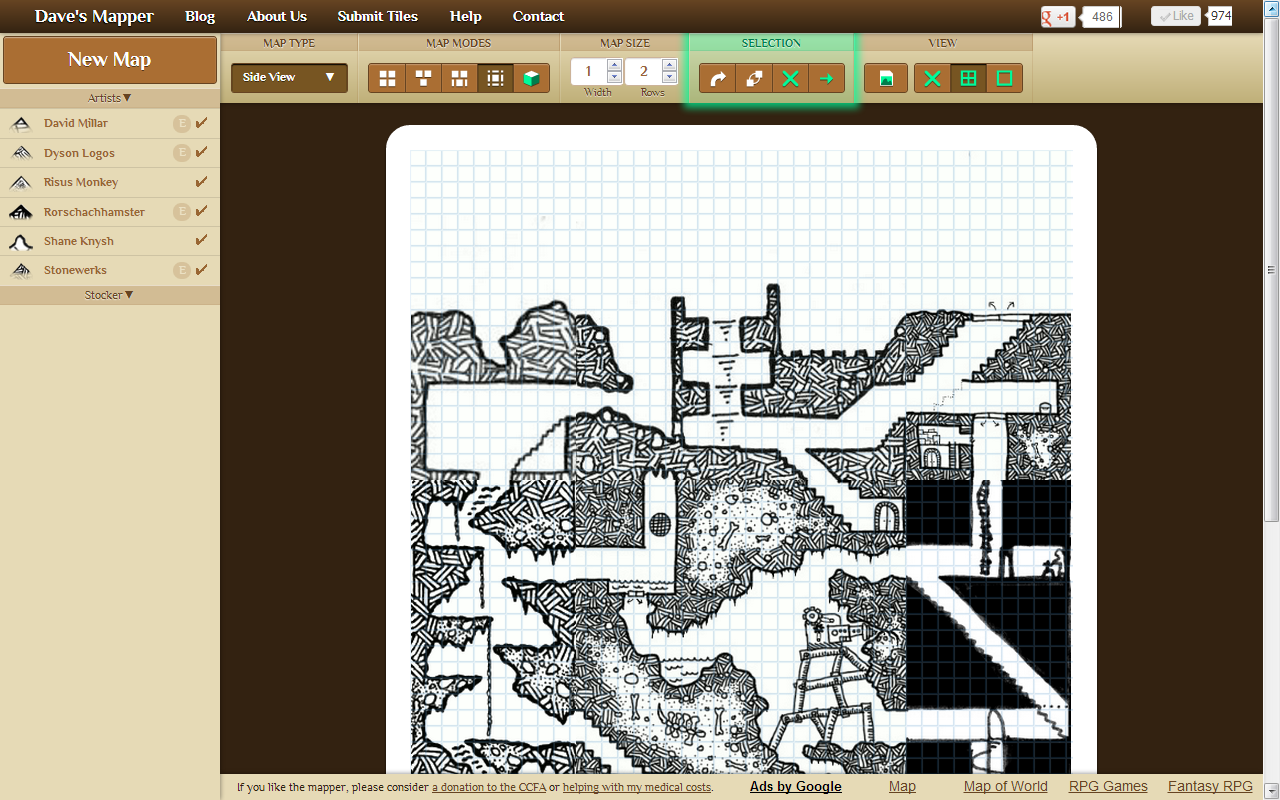 Dave's Mapper Blog About Us Submit Tiles Help Contact +1 486 Like 974
New Map
MAP TYPE MAP MODES MAP SIZE SELECTION VIEW
Side View ▼ 1 2
Width Rows
Artists ▼
David Millar E
Dyson Logos E
Risus Monkey
Rorschachhamster E
Shane Knysh
Stonewerks E
Stocker ▼
If you like the mapper, please consider a donation to the CCFA or helping with my medical costs. Ads by Google Map Map of World RPG Games Fantasy RPG